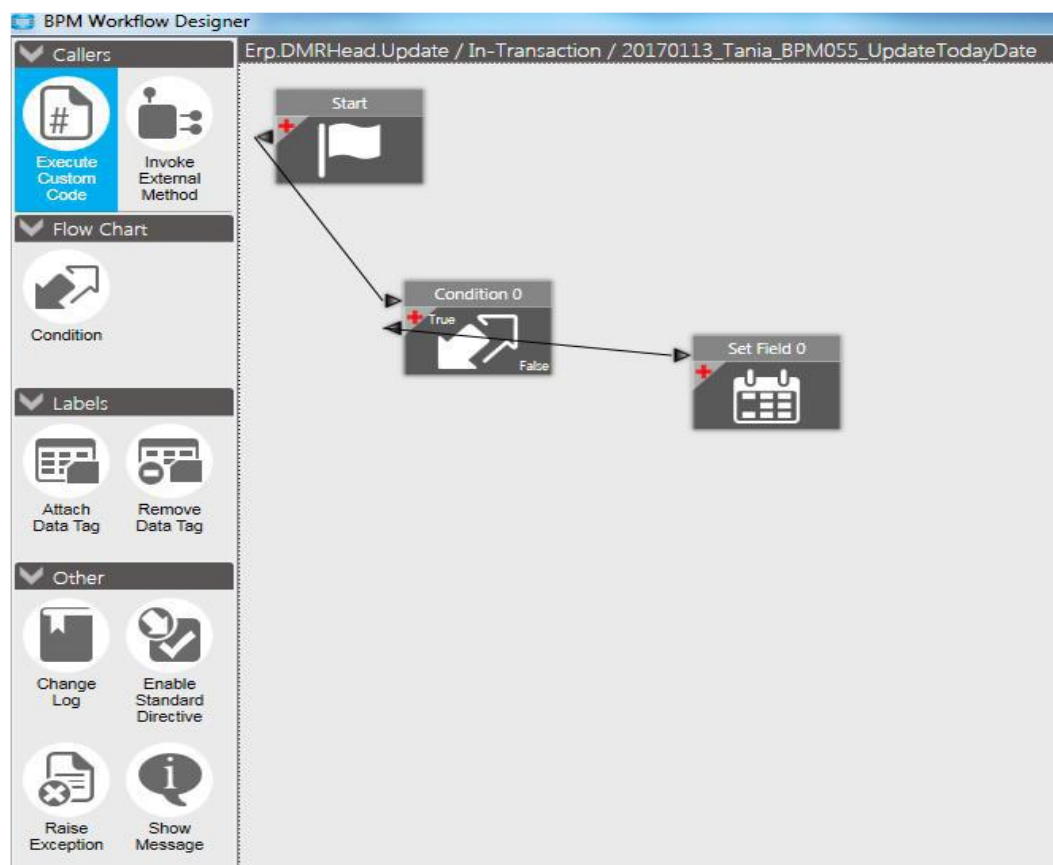 BPM Workflow Designer
Callers
Erp.DMRHead.Update / In-Transaction / 20170113_Tania_BPM055_UpdateTodayDate
#
Execute
Custom
Code
Invoke
External
Method
Flow Chart
Condition
Labels
Attach
Data Tag
Remove
Data Tag
Other
Change
Log
Enable
Standard
Directive
Raise
Exception
i
Show
Message
Start
Condition 0
True
False
Set Field 0